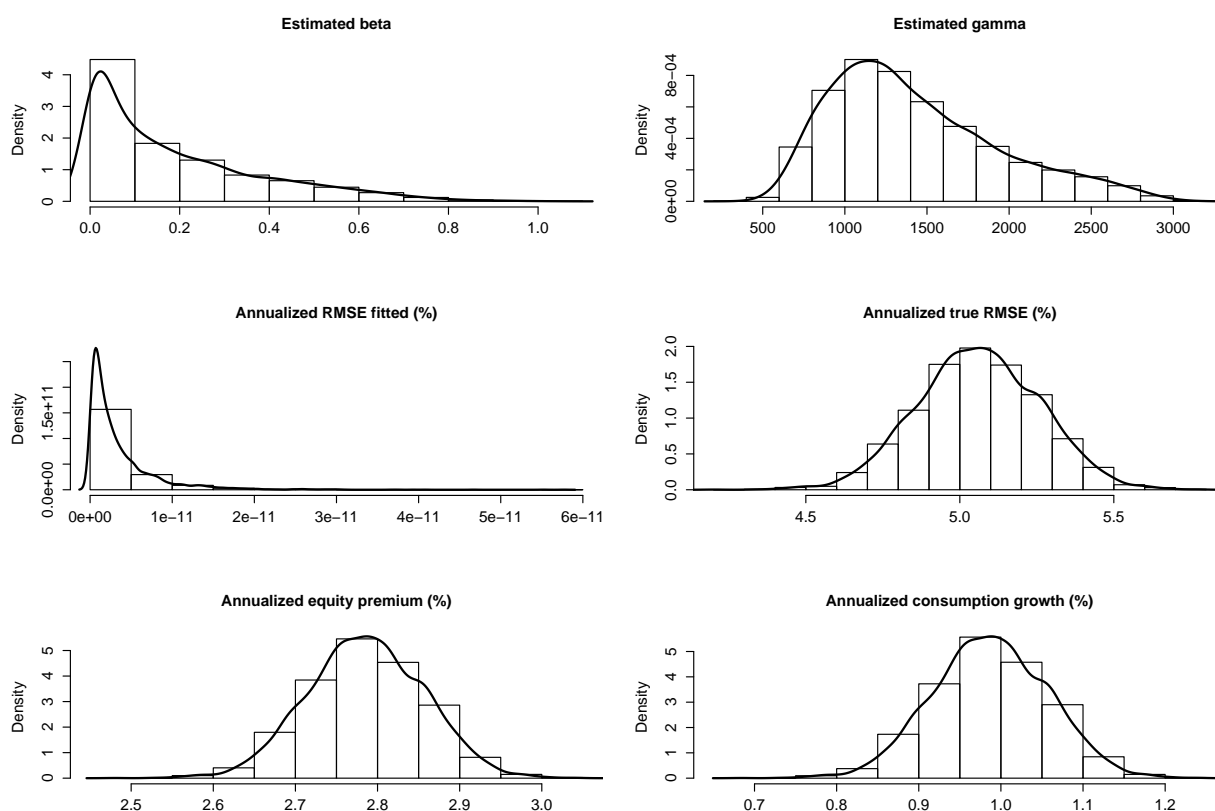 Estimated beta
Density
0 1 2 3 4
0.0 0.2 0.4 0.6 0.8 1.0
Estimated gamma
Density
0e+00 4e−04 8e−04
500 1000 1500 2000 2500 3000
Annualized RMSE fitted (%)
Density
0.0e+00 1.5e+11
0e+00 1e−11 2e−11 3e−11 4e−11 5e−11 6e−11
Annualized true RMSE (%)
Density
0.0 0.5 1.0 1.5 2.0
4.5 5.0 5.5
Annualized equity premium (%)
Density
0 1 2 3 4 5
2.5 2.6 2.7 2.8 2.9 3.0
Annualized consumption growth (%)
Density
0 1 2 3 4 5
0.7 0.8 0.9 1.0 1.1 1.2